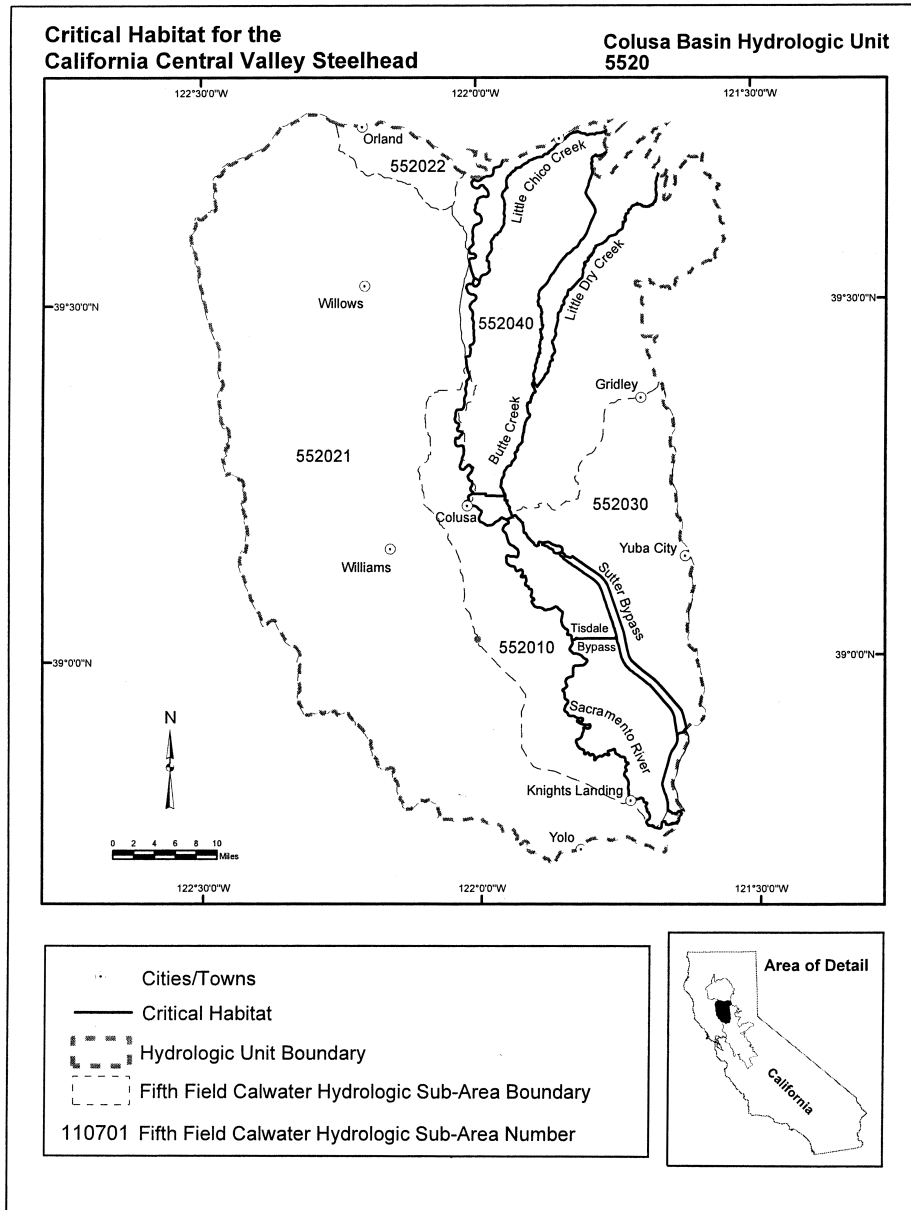 Critical Habitat for the
California Central Valley Steelhead
Colusa Basin Hydrologic Unit
5520
122°30'0"W
122°0'0"W
121°30'0"W
Orland
552022
Little Chico Creek
Little Dry Creek
Willows
39°30'0"N
39°30'0"N
552040
Gridley
Butte Creek
552021
552030
Colusa
Yuba City
Williams
Sutter Bypass
Tisdale
Bypass
552010
39°0'0"N
39°0'0"N
Sacramento River
N
Knights Landing
Yolo
0 2 4 6 8 10
Miles
122°30'0"W
122°0'0"W
121°30'0"W
Cities/Towns
Critical Habitat
Hydrologic Unit Boundary
Fifth Field Calwater Hydrologic Sub-Area Boundary
110701 Fifth Field Calwater Hydrologic Sub-Area Number
Area of Detail
California